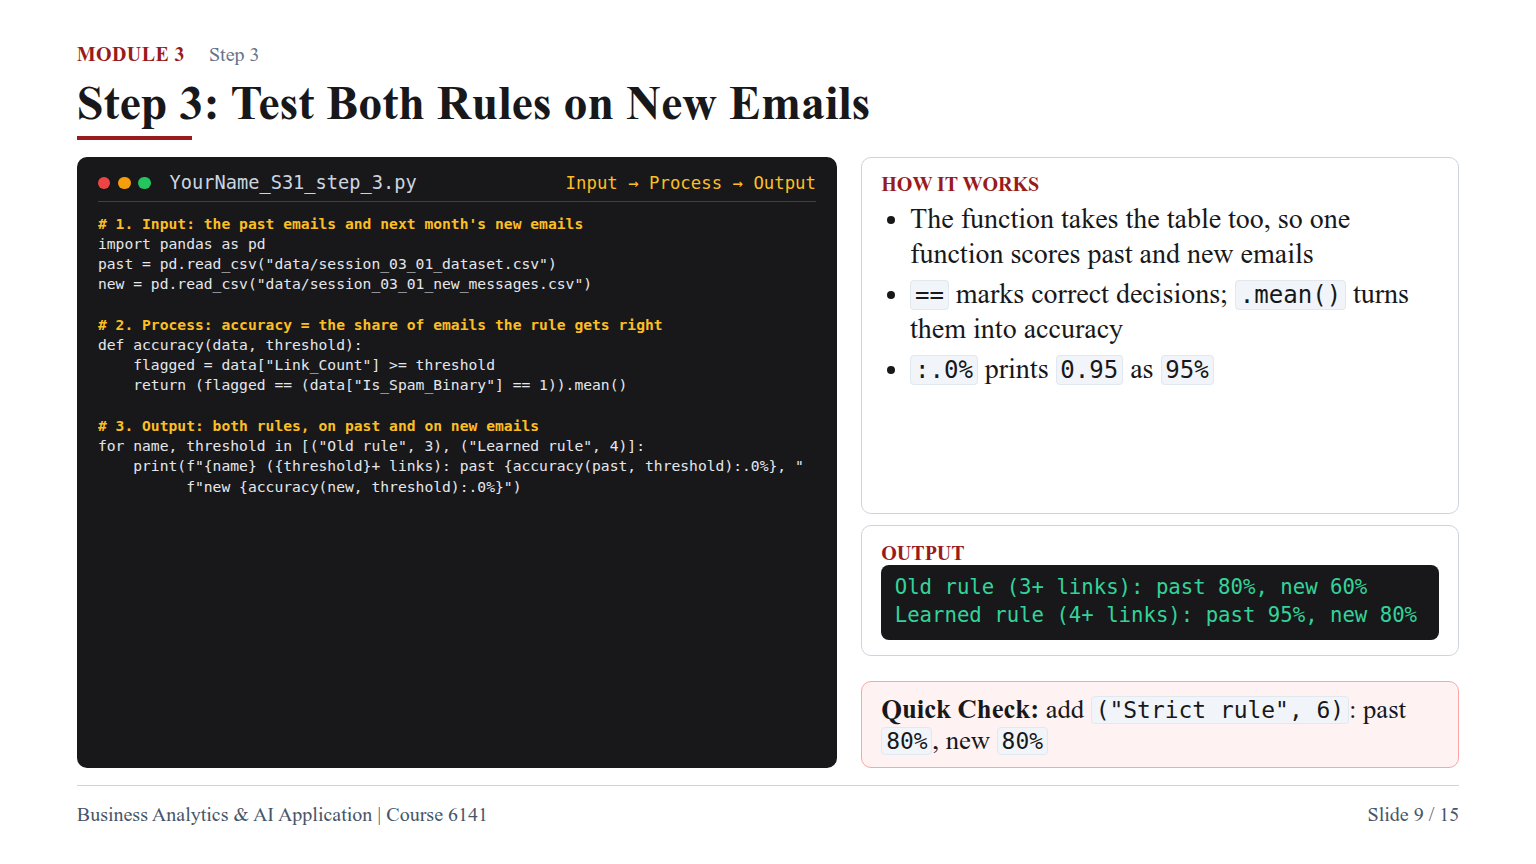 MODULE 3 Step 3
Step 3: Test Both Rules on New Emails
YourName_S31_step_3.py Input → Process → Output
# 1. Input: the past emails and next month's new emails
import pandas as pd
past = pd.read_csv("data/session_03_01_dataset.csv")
new = pd.read_csv("data/session_03_01_new_messages.csv")
# 2. Process: accuracy = the share of emails the rule gets right
def accuracy(data, threshold):
    flagged = data["Link_Count"] >= threshold
    return (flagged == (data["Is_Spam_Binary"] == 1)).mean()
# 3. Output: both rules, on past and on new emails
for name, threshold in [("Old rule", 3), ("Learned rule", 4)]:
    print(f"{name} ({threshold}+ links): past {accuracy(past, threshold):.0%}, "
          f"new {accuracy(new, threshold):.0%}")
HOW IT WORKS
• The function takes the table too, so one
function scores past and new emails
• == marks correct decisions; .mean() turns
them into accuracy
• :.0% prints 0.95 as 95%
OUTPUT
Old rule (3+ links): past 80%, new 60%
Learned rule (4+ links): past 95%, new 80%
Quick Check: add ("Strict rule", 6): past
80%, new 80%
Business Analytics & AI Application | Course 6141
Slide 9 / 15